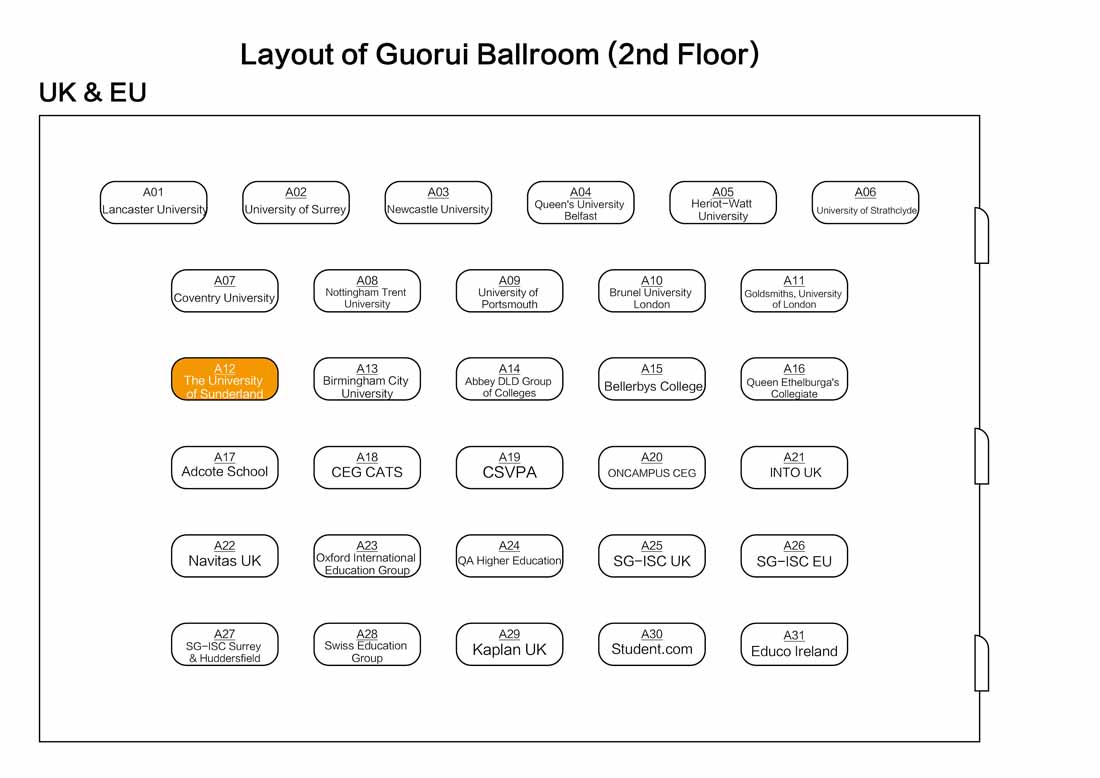 Layout of Guorui Ballroom (2nd Floor)
UK & EU
A01
Lancaster University
A02
University of Surrey
A03
Newcastle University
A04
Queen's University
Belfast
A05
Heriot-Watt
University
A06
University of Strathclyde
A07
Coventry University
A08
Nottingham Trent
University
A09
University of
Portsmouth
A10
Brunel University
London
A11
Goldsmiths, University
of London
A12
The University
of Sunderland
A13
Birmingham City
University
A14
Abbey DLD Group
of Colleges
A15
Bellerbys College
A16
Queen Ethelburga's
Collegiate
A17
Adcote School
A18
CEG CATS
A19
CSVPA
A20
ONCAMPUS CEG
A21
INTO UK
A22
Navitas UK
A23
Oxford International
Education Group
A24
QA Higher Education
A25
SG-ISC UK
A26
SG-ISC EU
A27
SG-ISC Surrey
& Huddersfield
A28
Swiss Education
Group
A29
Kaplan UK
A30
Student.com
A31
Educo Ireland